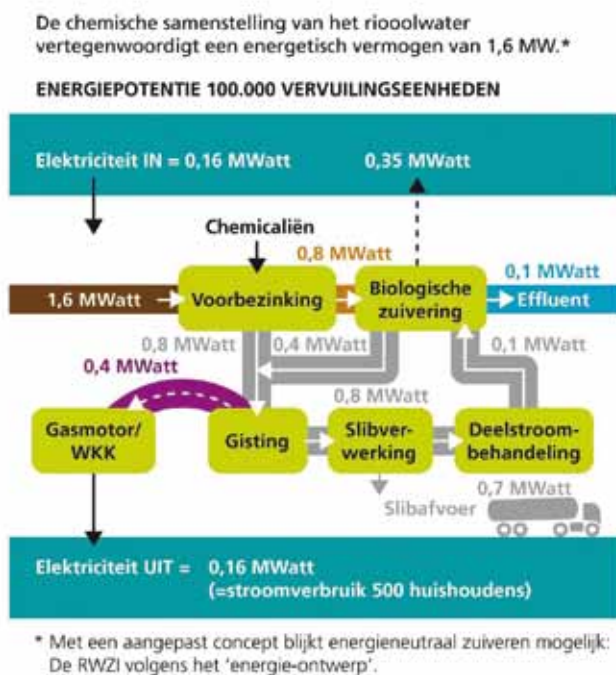 De chemische samenstelling van het riooolwater
vertegenwoordigt een energetisch vermogen van 1,6 MW.*
ENERGIEPOTENTIE 100.000 VERVUILINGSEENHEDEN
Elektriciteit IN = 0,16 MWatt
0,35 MWatt
Chemicaliën
0,8 MWatt
0,1 MWatt
1,6 MWatt
Voorbezinking
Biologische
zuivering
Effluent
0,8 MWatt
0,4 MWatt
0,1 MWatt
0,4 MWatt
0,8 MWatt
Gasmotor/
WKK
Gisting
Slibver-
werking
Deelstroom-
behandeling
0,7 MWatt
Slibafvoer
Elektriciteit UIT = 0,16 MWatt
(=stroomverbruik 500 huishoudens)
* Met een aangepast concept blijkt energieneutraal zuiveren mogelijk:
De RWZI volgens het ‘energie-ontwerp’.